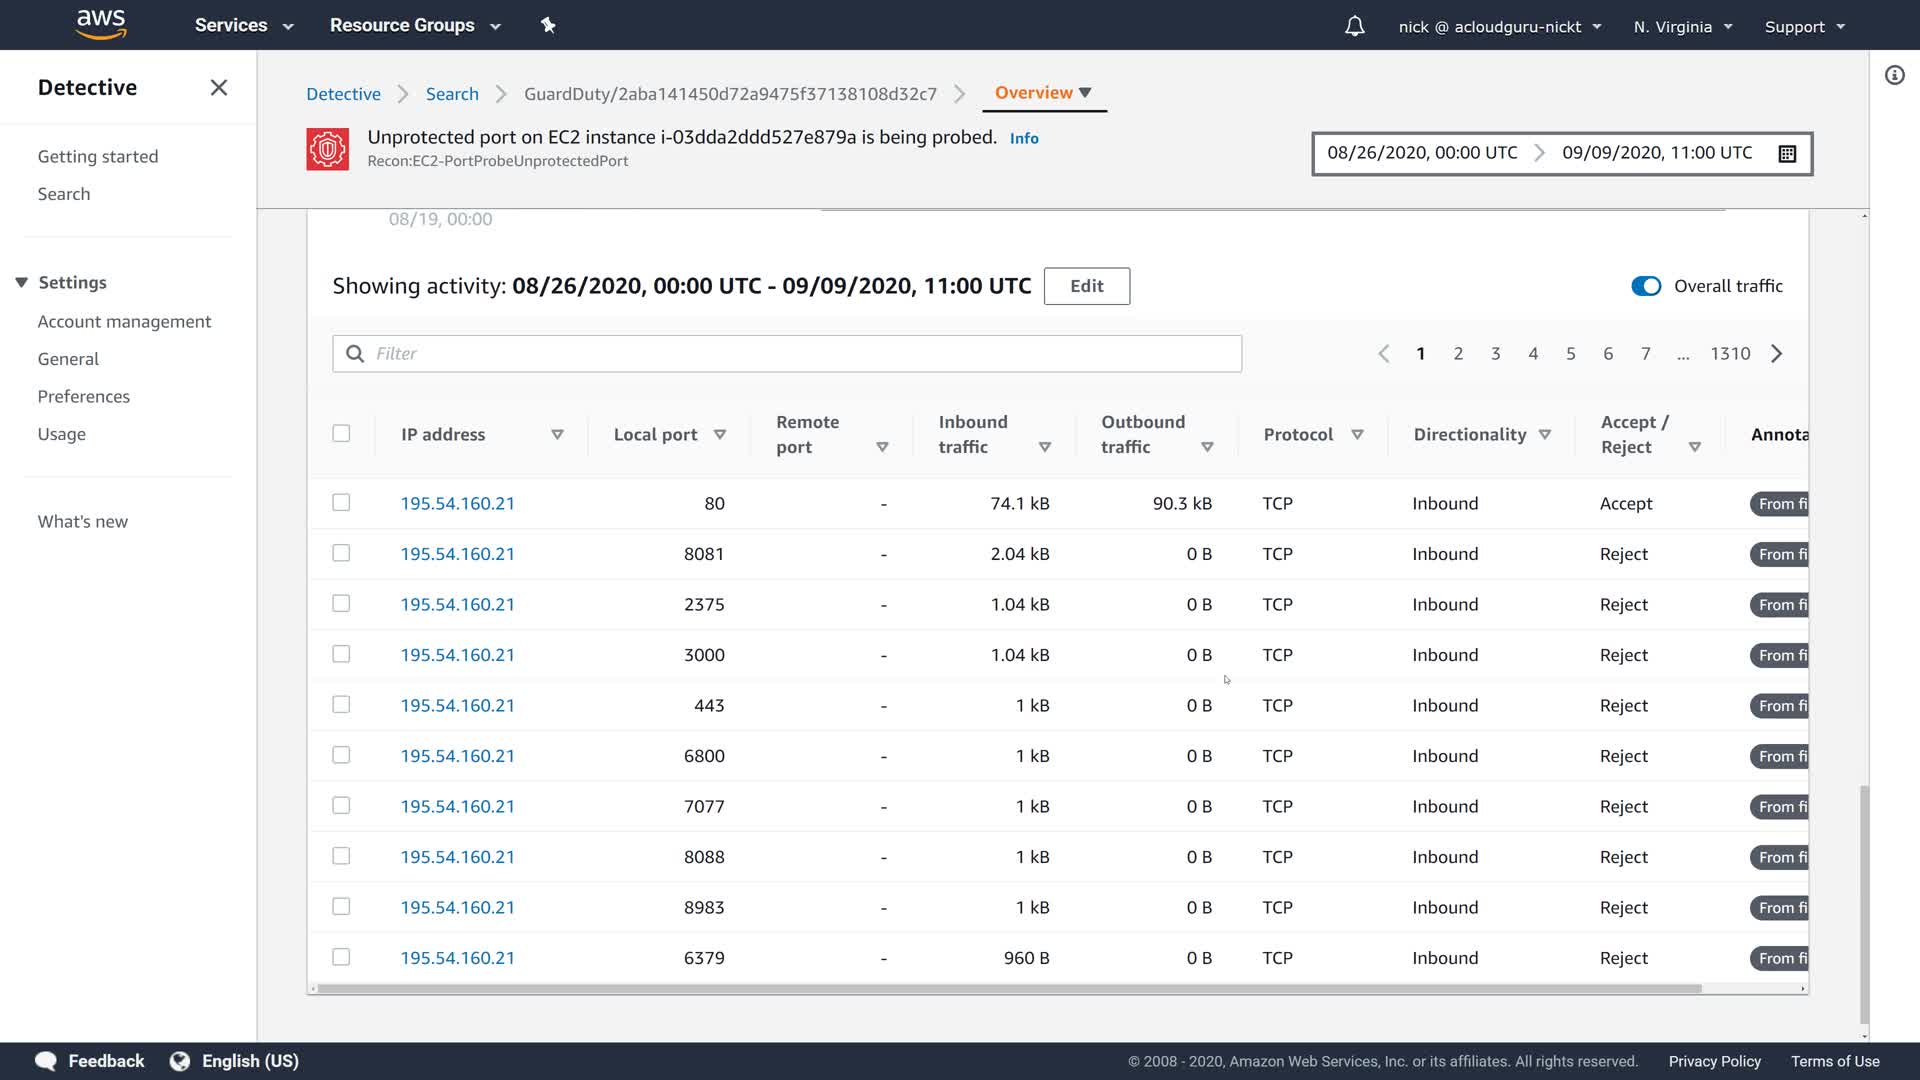 aws Services Resource Groups nick @ acloudguru-nickt N. Virginia Support
Detective
Getting started
Search
Settings
Account management
General
Preferences
Usage
What's new
Detective Search GuardDuty/2aba141450d72a9475f37138108d32c7 Overview
Unprotected port on EC2 instance i-03dda2ddd527e879a is being probed. Info
Recon:EC2-PortProbeUnprotectedPort
08/26/2020, 00:00 UTC 09/09/2020, 11:00 UTC
08/19, 00:00
Showing activity: 08/26/2020, 00:00 UTC - 09/09/2020, 11:00 UTC Edit Overall traffic
Filter 1 2 3 4 5 6 7 ... 1310
IP address Local port Remote port Inbound traffic Outbound traffic Protocol Directionality Accept / Reject Annota
195.54.160.21 80 - 74.1 kB 90.3 kB TCP Inbound Accept From fi
195.54.160.21 8081 - 2.04 kB 0 B TCP Inbound Reject From fi
195.54.160.21 2375 - 1.04 kB 0 B TCP Inbound Reject From fi
195.54.160.21 3000 - 1.04 kB 0 B TCP Inbound Reject From fi
195.54.160.21 443 - 1 kB 0 B TCP Inbound Reject From fi
195.54.160.21 6800 - 1 kB 0 B TCP Inbound Reject From fi
195.54.160.21 7077 - 1 kB 0 B TCP Inbound Reject From fi
195.54.160.21 8088 - 1 kB 0 B TCP Inbound Reject From fi
195.54.160.21 8983 - 1 kB 0 B TCP Inbound Reject From fi
195.54.160.21 6379 - 960 B 0 B TCP Inbound Reject From fi
Feedback English (US) © 2008 - 2020, Amazon Web Services, Inc. or its affiliates. All rights reserved. Privacy Policy Terms of Use